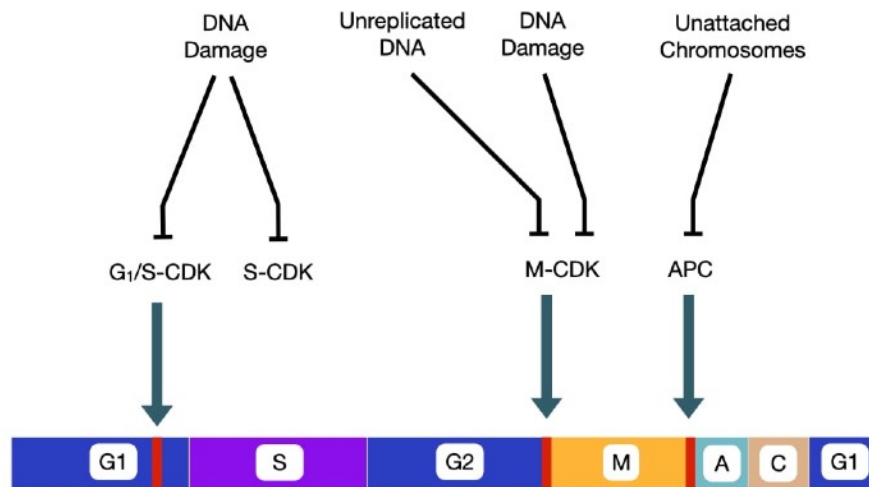 DNA
Damage
Unreplicated
DNA
DNA
Damage
Unattached
Chromosomes
G₁/S-CDK
S-CDK
M-CDK
APC
G1
S
G2
M
A
C
G1